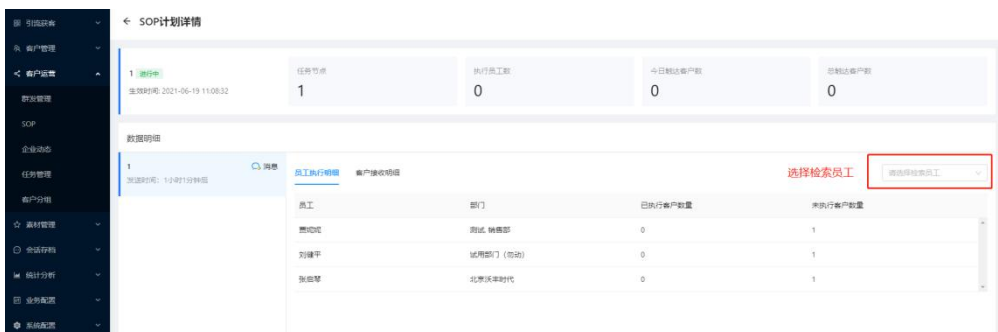 引流获客
客户管理
客户运营
群发管理
SOP
企业动态
任务管理
客户分组
素材管理
会话存档
统计分析
业务配置
系统配置
← SOP计划详情
1 进行中
生效时间: 2021-06-19 11:08:32
任务节点
1
执行员工数
0
今日触达客户数
0
总触达客户数
0
数据明细
1 消息
发送时间: 1小时1分钟后
员工执行明细 客户接收明细
选择检索员工
请选择检索员工
员工 部门 已执行客户数量 未执行客户数量
贾昵昵 测试, 销售部 0 1
刘健平 试用部门（勿动） 0 1
张启琴 北京沃丰时代 0 1